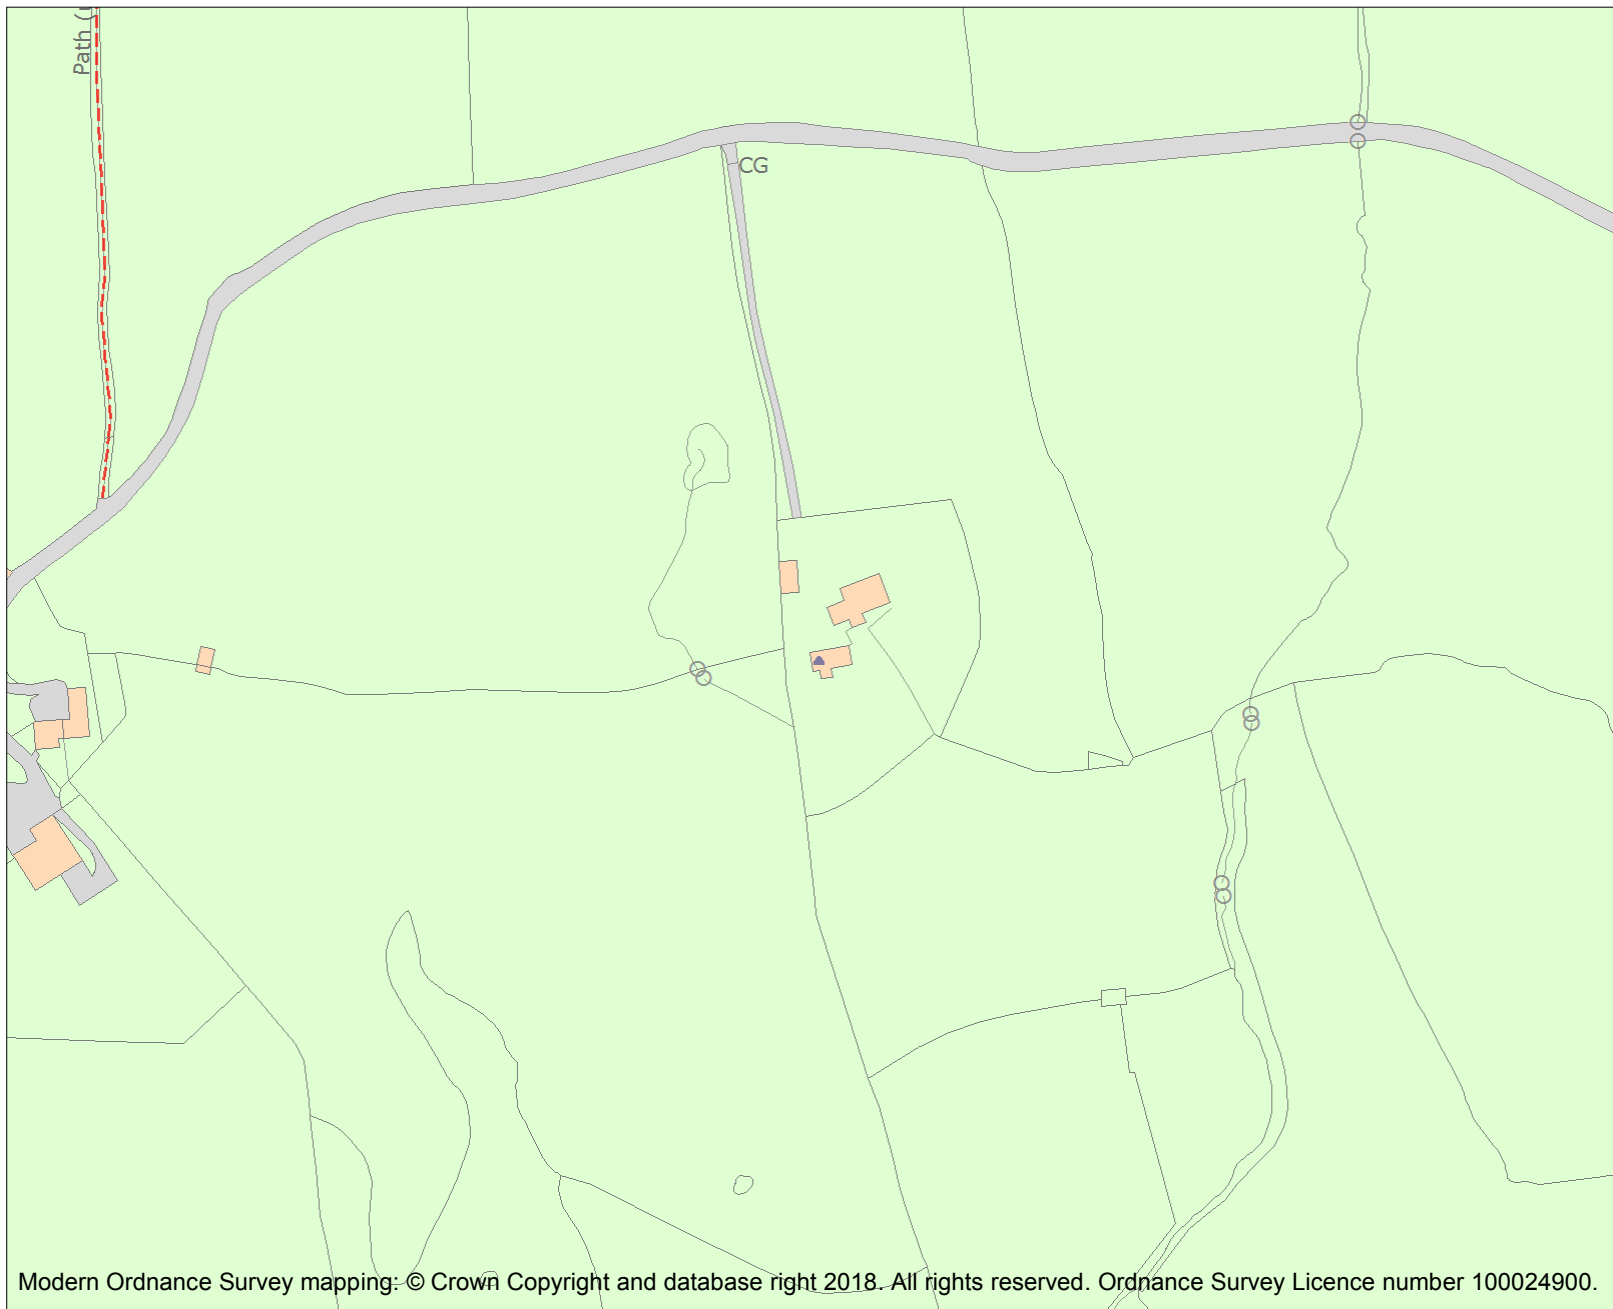 Path (
CG
Modern Ordnance Survey mapping: © Crown Copyright and database right 2018. All rights reserved. Ordnance Survey Licence number 100024900.